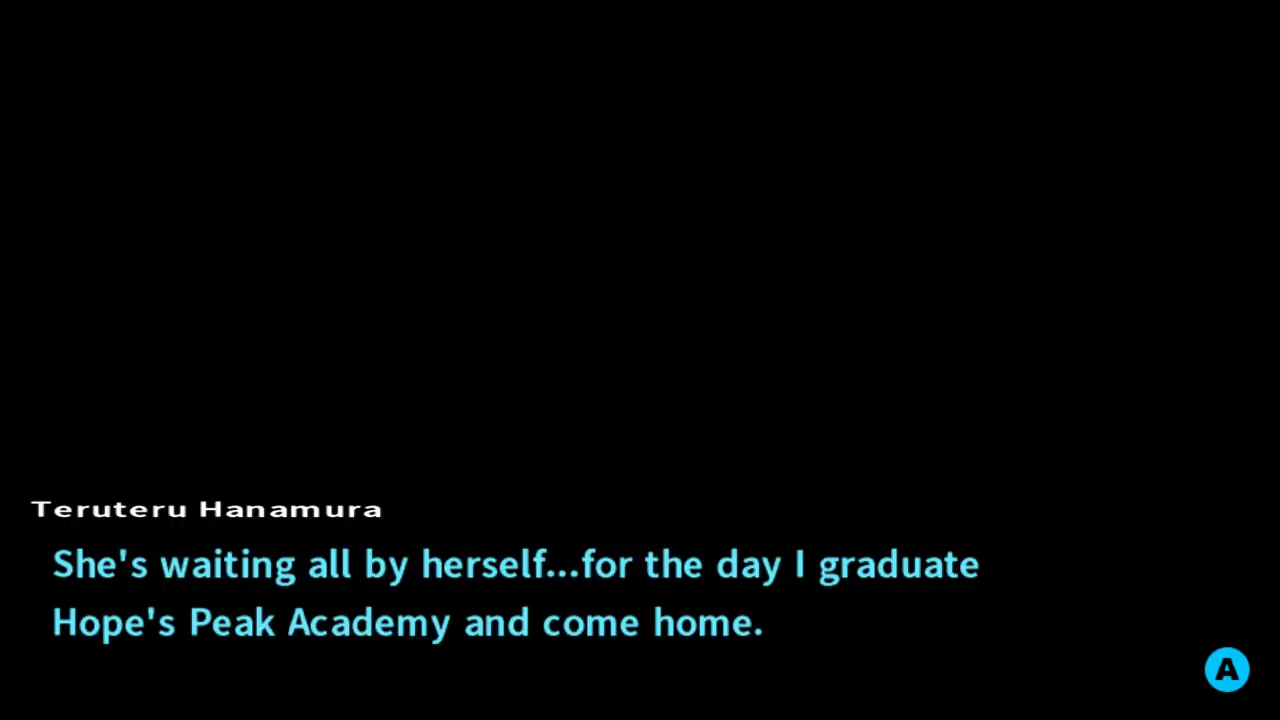 Teruteru Hanamura
She's waiting all by herself...for the day I graduate
Hope's Peak Academy and come home.
A